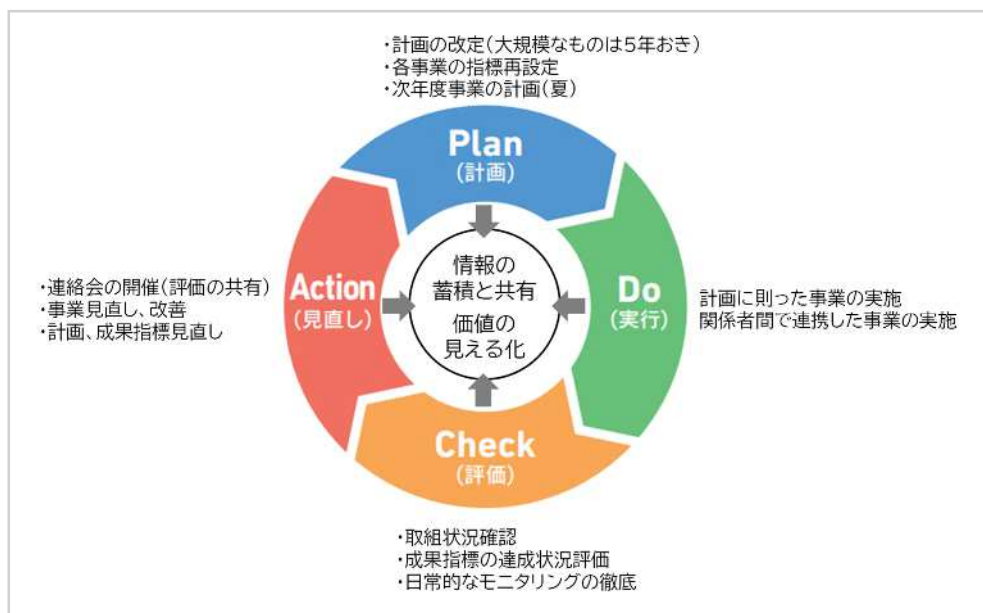 ・計画の改定（大規模なものは5年おき）
・各事業の指標再設定
・次年度事業の計画（夏）
Plan
（計画）
Do
（実行）
計画に則った事業の実施
関係者間で連携した事業の実施
Check
（評価）
・取組状況確認
・成果指標の達成状況評価
・日常的なモニタリングの徹底
Action
（見直し）
・連絡会の開催（評価の共有）
・事業見直し、改善
・計画、成果指標見直し
情報の
蓄積と共有
価値の
見える化